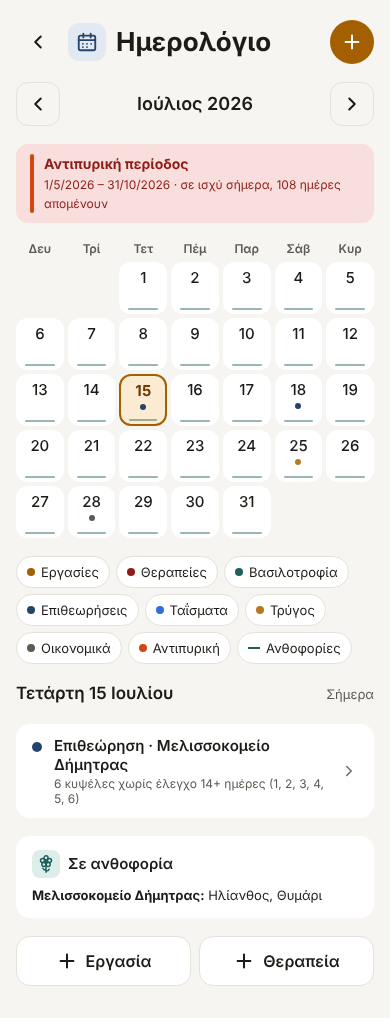 Ημερολόγιο
Ιούλιος 2026
Αντιπυρική περίοδος
1/5/2026 – 31/10/2026 · σε ισχύ σήμερα, 108 ημέρες
απομένουν
Δευ Τρί Τετ Πέμ Παρ Σάβ Κυρ
1 2 3 4 5
6 7 8 9 10 11 12
13 14 15 16 17 18 19
20 21 22 23 24 25 26
27 28 29 30 31
Εργασίες Θεραπείες Βασιλοτροφία
Επιθεωρήσεις Ταΐσματα Τρύγος
Οικονομικά Αντιπυρική Ανθοφορίες
Τετάρτη 15 Ιουλίου Σήμερα
Επιθεώρηση · Μελισσοκομείο
Δήμητρας
6 κυψέλες χωρίς έλεγχο 14+ ημέρες (1, 2, 3, 4,
5, 6)
Σε ανθοφορία
Μελισσοκομείο Δήμητρας: Ηλίανθος, Θυμάρι
Εργασία Θεραπεία